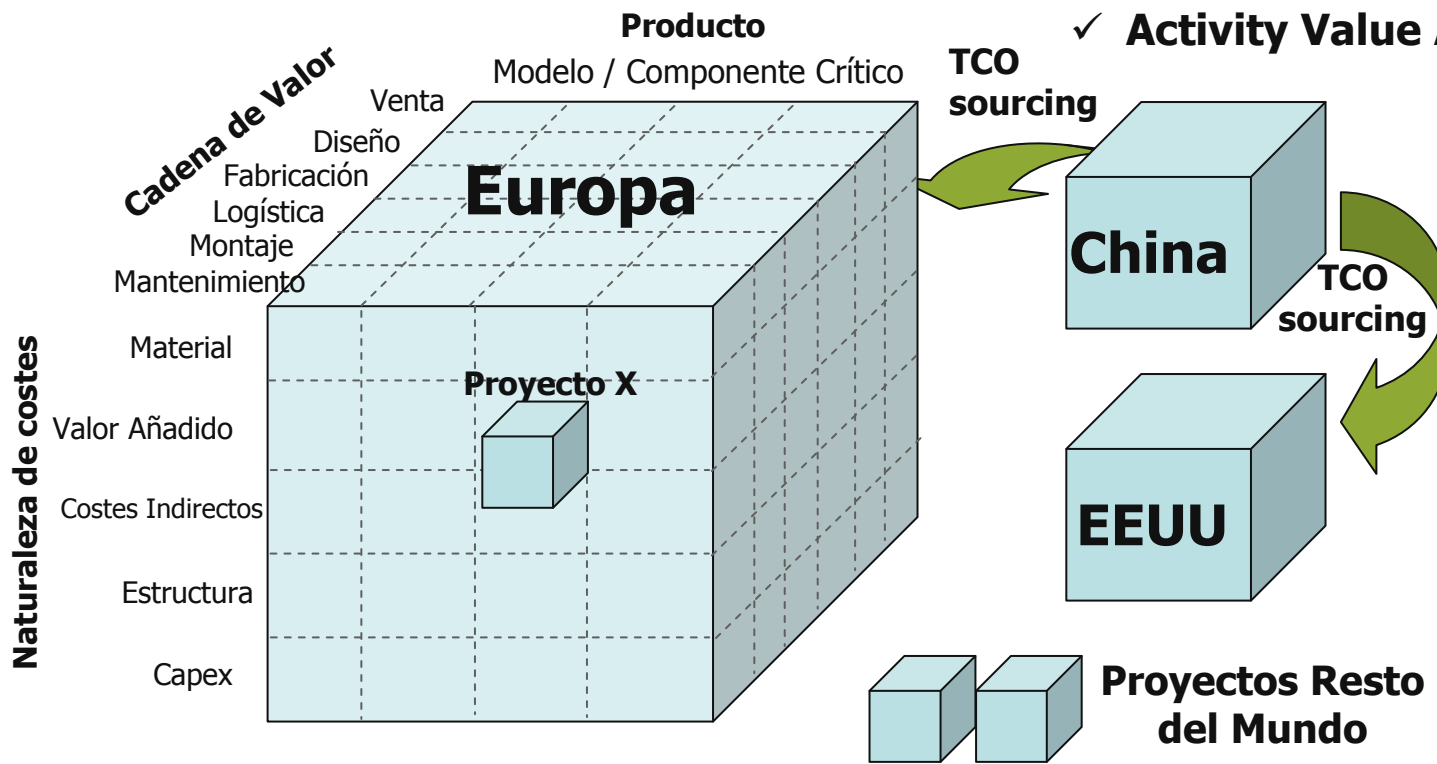 Producto
Modelo / Componente Crítico
✓ Activity Value
TCO
sourcing
Cadena de Valor
Venta
Diseño
Fabricación
Logística
Montaje
Mantenimiento
Europa
China
TCO
sourcing
Naturaleza de costes
Material
Valor Añadido
Costes Indirectos
Estructura
Capex
Proyecto X
EEUU
Proyectos Resto
del Mundo